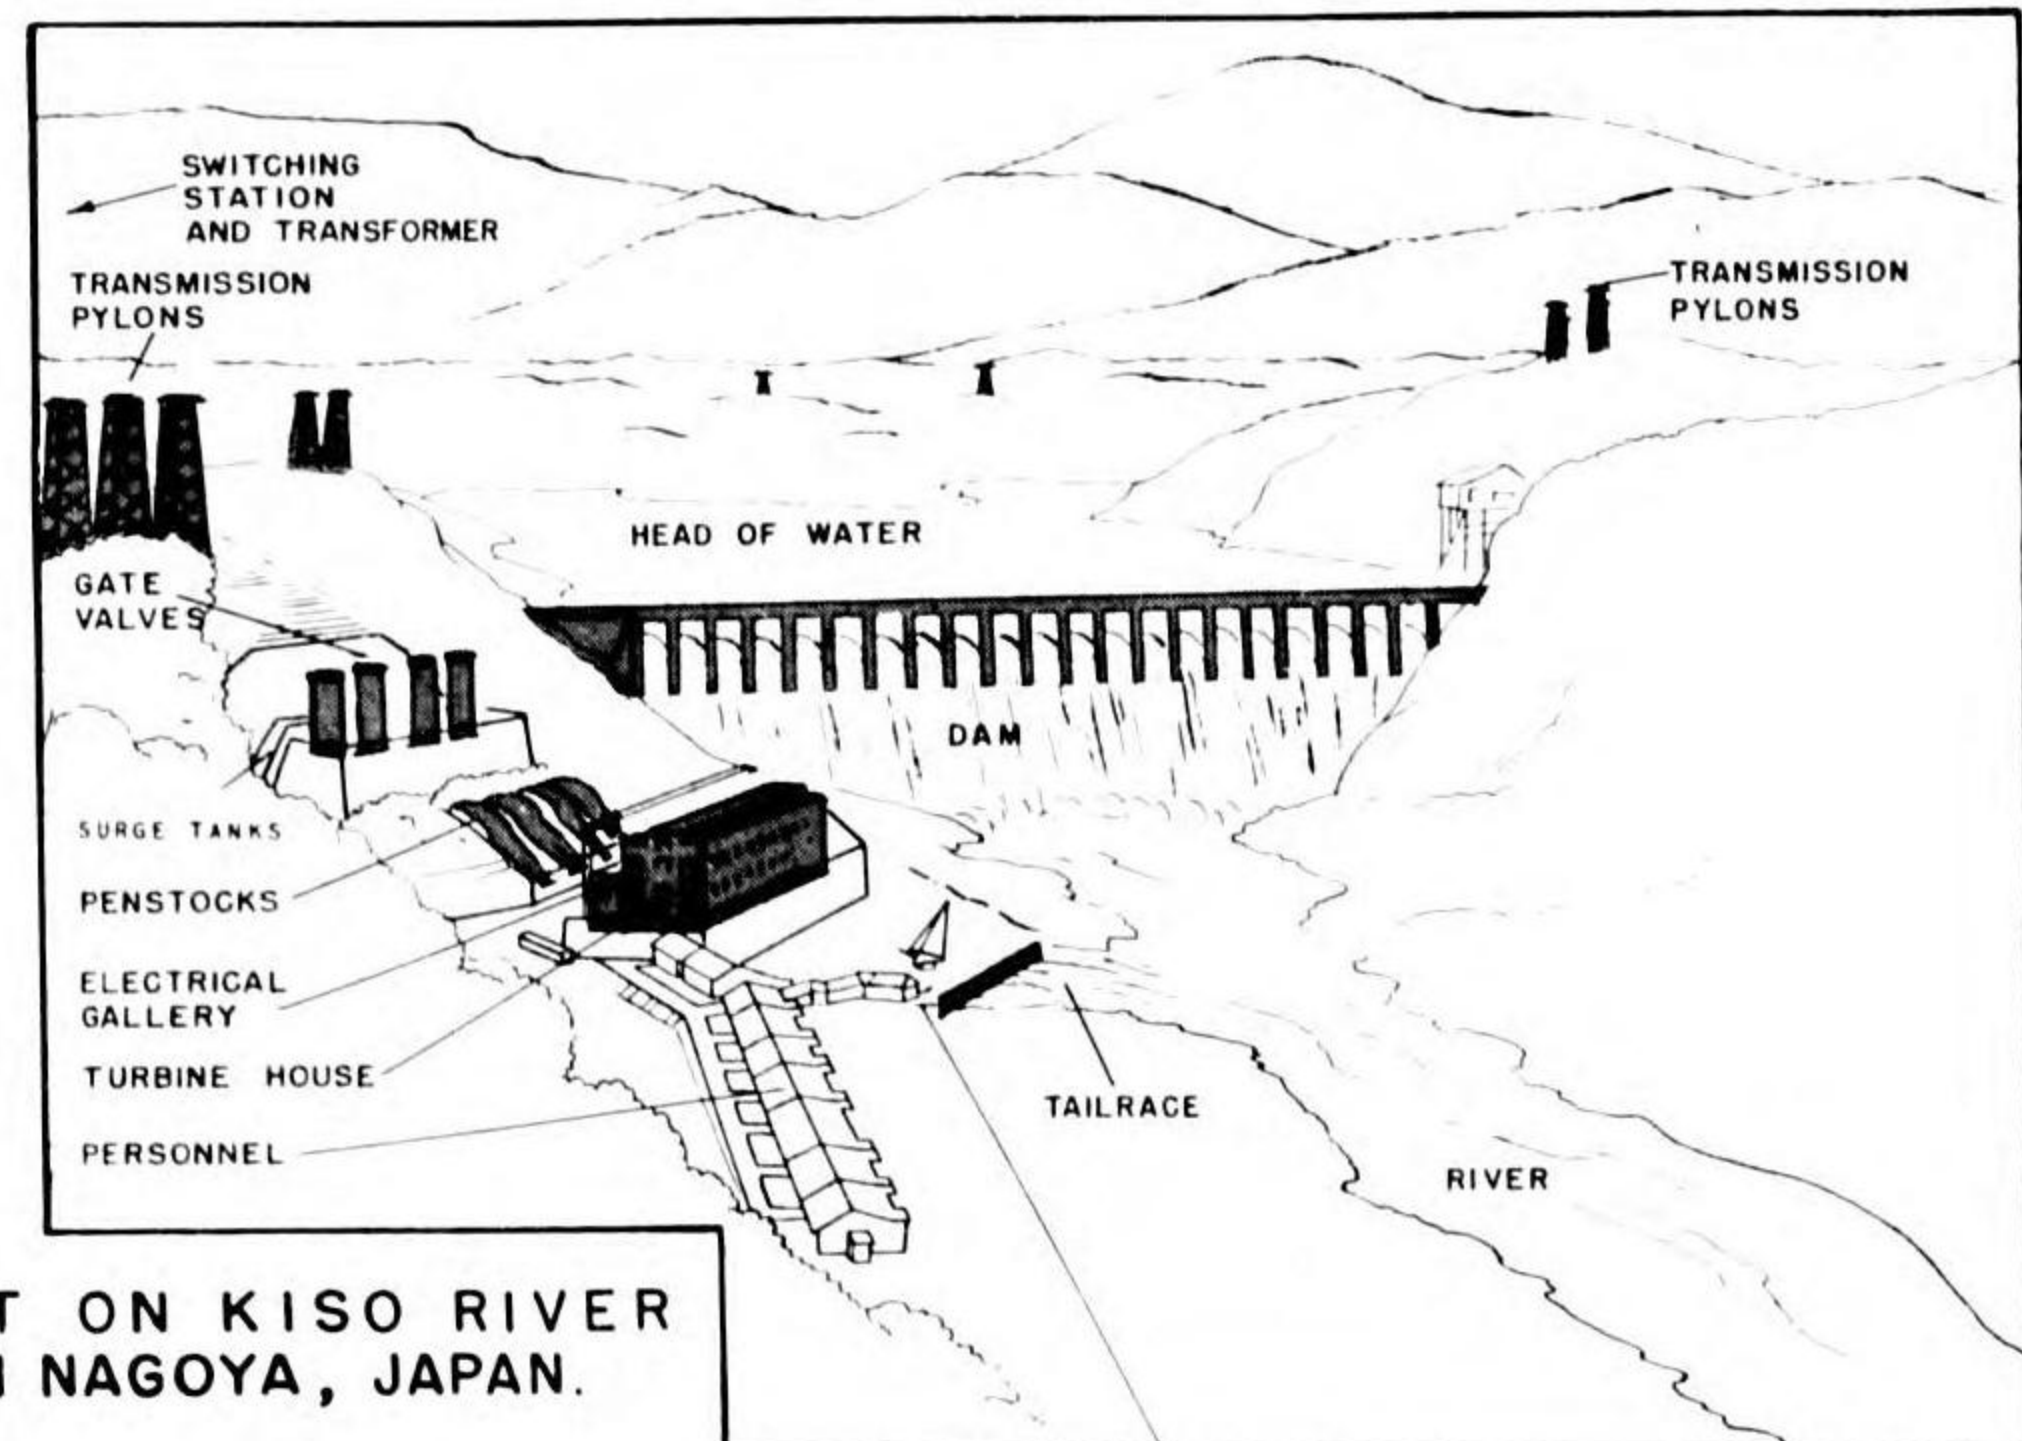 SWITCHING
STATION
AND TRANSFORMER
TRANSMISSION
PYLONS
TRANSMISSION
PYLONS
HEAD OF WATER
GATE
VALVES
DAM
SURGE TANKS
PENSTOCKS
ELECTRICAL
GALLERY
TURBINE HOUSE
TAILRACE
PERSONNEL
RIVER
T ON KISO RIVER
NAGOYA, JAPAN.